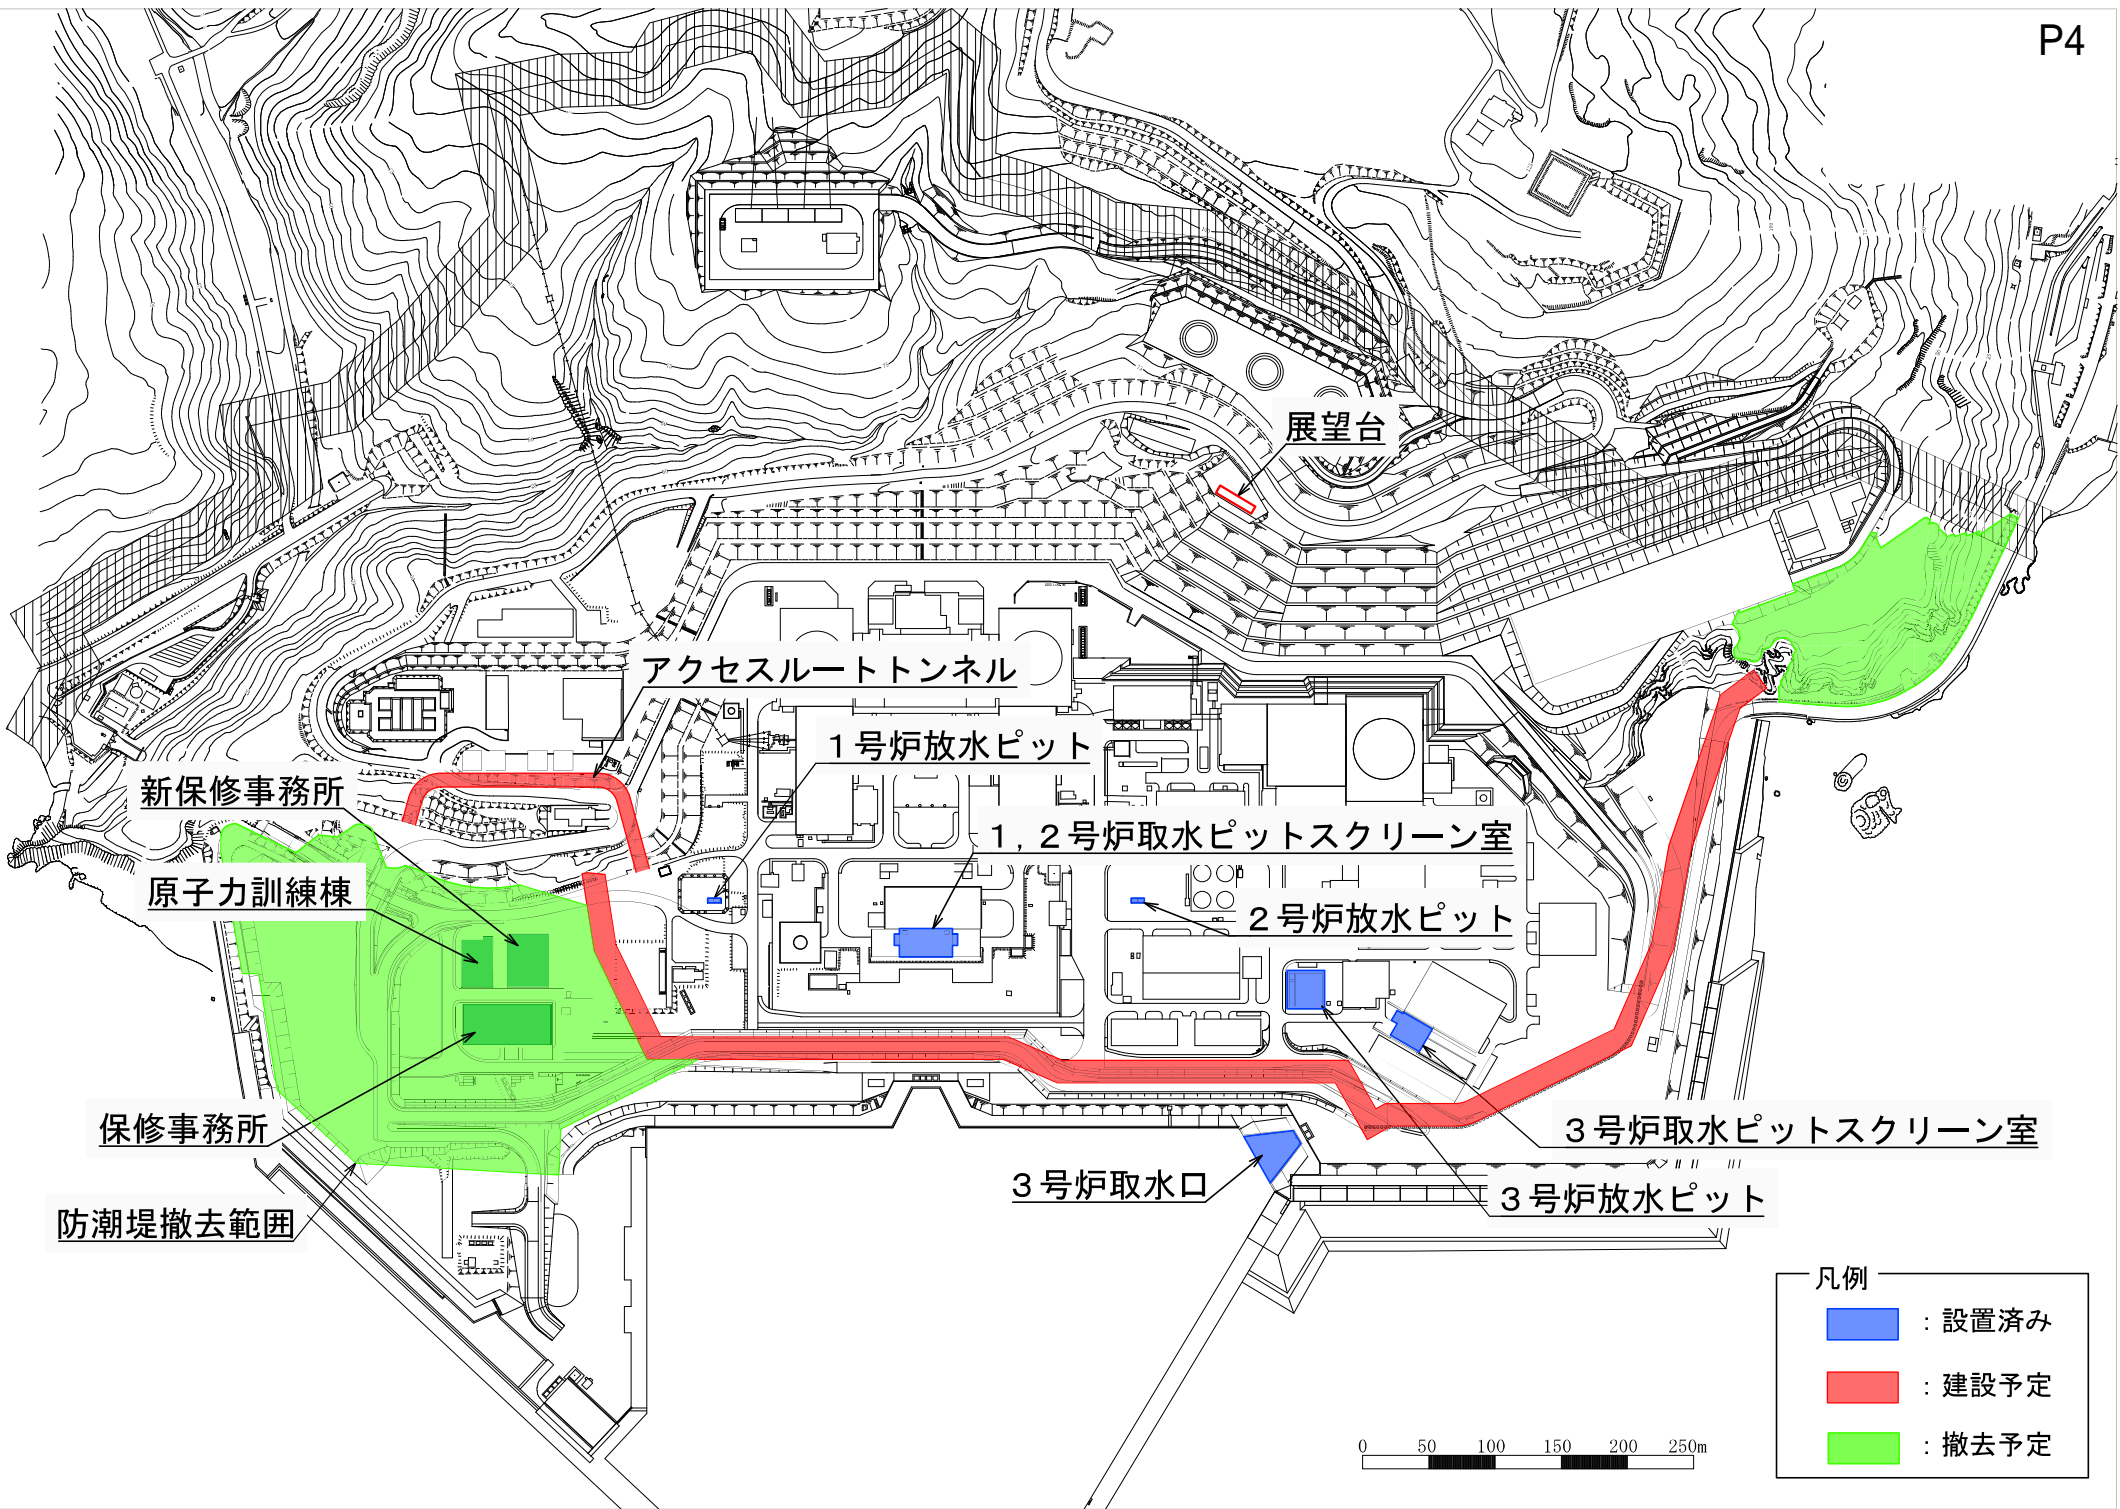 P4
展望台
アクセスルートトンネル
１号炉放水ピット
新保修事務所
１,２号炉取水ピットスクリーン室
原子力訓練棟
２号炉放水ピット
保修事務所
３号炉取水ピットスクリーン室
３号炉取水口
３号炉放水ピット
防潮堤撤去範囲
凡例
：設置済み
：建設予定
：撤去予定
0 50 100 150 200 250m